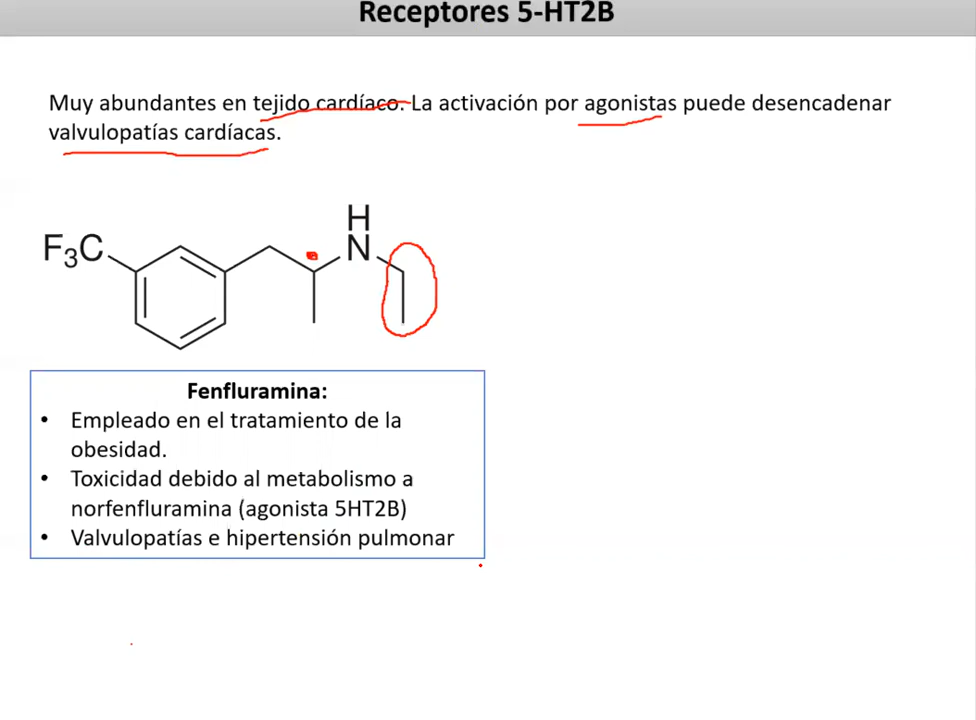 Receptores 5-HT2B
Muy abundantes en tejido cardíaco. La activación por agonistas puede desencadenar
valvulopatías cardíacas.
H
F₃C N
Fenfluramina:
• Empleado en el tratamiento de la
obesidad.
• Toxicidad debido al metabolismo a
norfenfluramina (agonista 5HT2B)
• Valvulopatías e hipertensión pulmonar